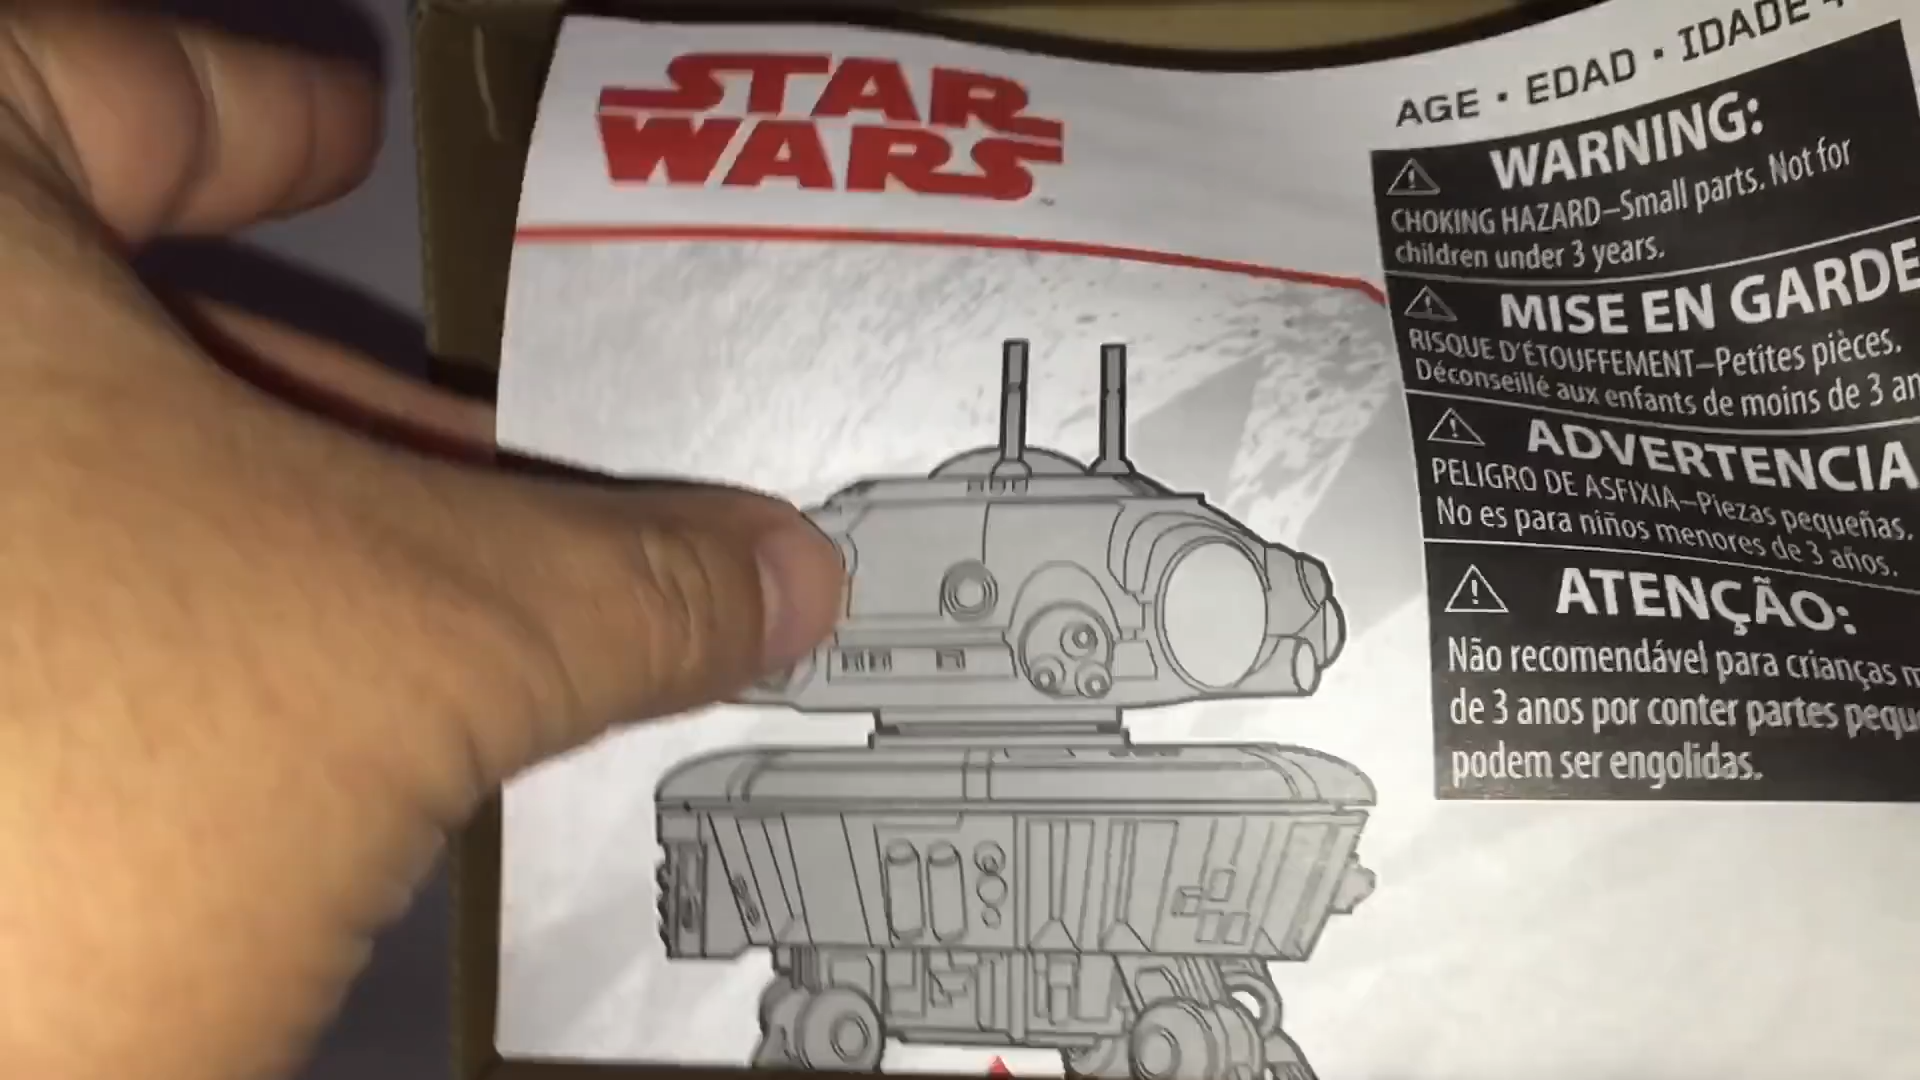 STAR
WARS
AGE • EDAD • IDADE
WARNING:
CHOKING HAZARD–Small parts. Not for
children under 3 years.
MISE EN GARDE
RISQUE D'ÉTOUFFEMENT–Petites pièces.
Déconseillé aux enfants de moins de 3
ADVERTENCIA
PELIGRO DE ASFIXIA–Piezas pequeñas.
No es para niños menores de 3 años.
ATENÇÃO:
Não recomendável para crianças
de 3 anos por conter partes
podem ser engolidas.